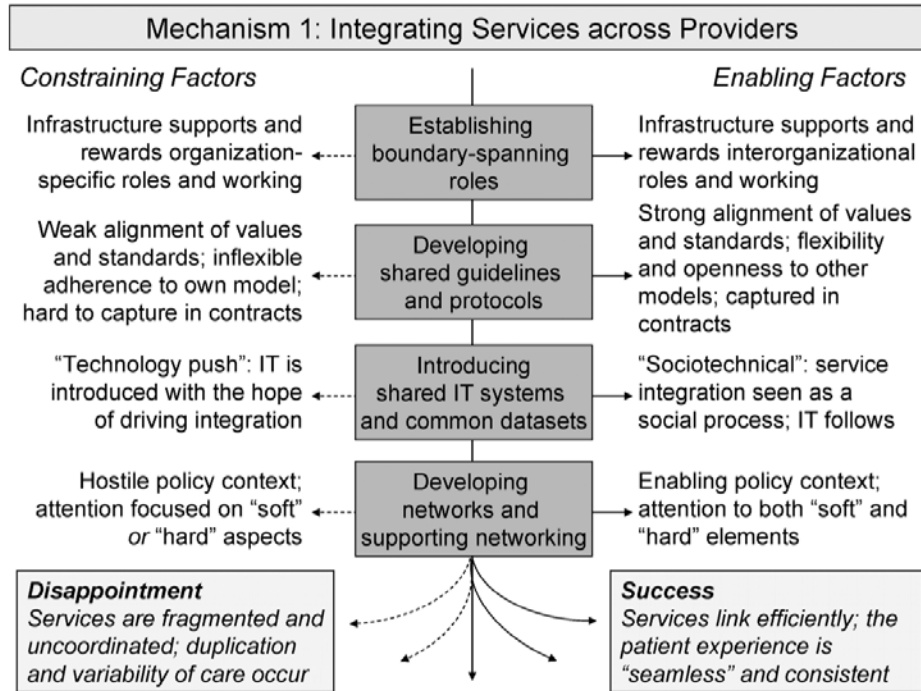 Mechanism 1: Integrating Services across Providers
Constraining Factors
Enabling Factors
Infrastructure supports and
rewards organization-
specific roles and working
Establishing
boundary-spanning
roles
Infrastructure supports and
rewards interorganizational
roles and working
Weak alignment of values
and standards; inflexible
adherence to own model;
hard to capture in contracts
Developing
shared guidelines
and protocols
Strong alignment of values
and standards; flexibility
and openness to other
models; captured in
contracts
“Technology push”: IT is
introduced with the hope
of driving integration
Introducing
shared IT systems
and common datasets
“Sociotechnical”: service
integration seen as a
social process; IT follows
Hostile policy context;
attention focused on “soft”
or “hard” aspects
Developing
networks and
supporting networking
Enabling policy context;
attention to both “soft” and
“hard” elements
Disappointment
Services are fragmented and
uncoordinated; duplication
and variability of care occur
Success
Services link efficiently; the
patient experience is
“seamless” and consistent